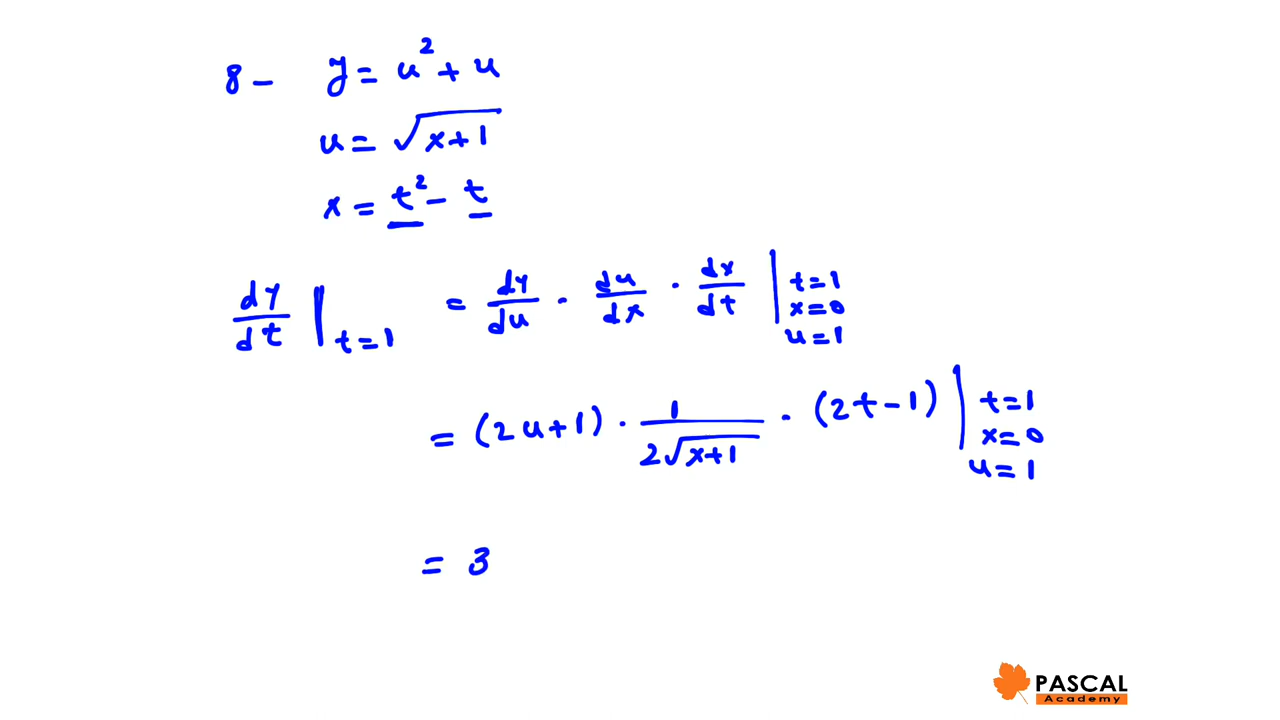 8 - y = u² + u
u = √(x+1)
x = t² - t
dy/dt |t=1 = dy/du · du/dx · dx/dt | t=1 x=0 u=1
= (2u+1) · 1/(2√(x+1)) · (2t-1) | t=1 x=0 u=1
= 3
PASCAL
Academy